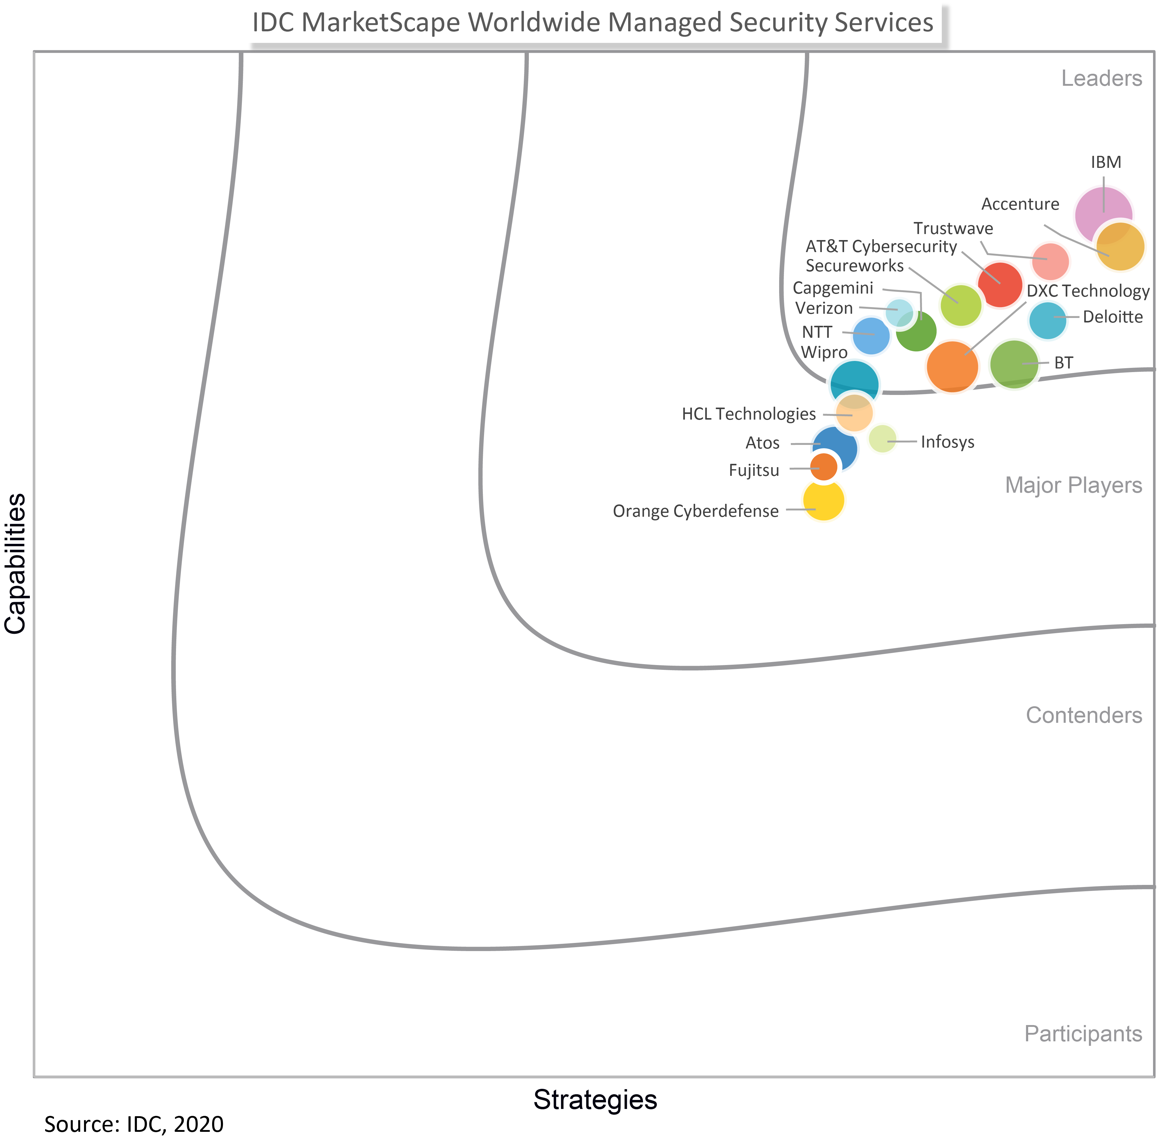 IDC MarketScape Worldwide Managed Security Services
Leaders
IBM
Accenture
Trustwave
AT&T Cybersecurity
Secureworks
Capgemini
DXC Technology
Verizon
Deloitte
NTT
Wipro
BT
HCL Technologies
Atos
Infosys
Fujitsu
Major Players
Orange Cyberdefense
Capabilities
Contenders
Participants
Strategies
Source: IDC, 2020